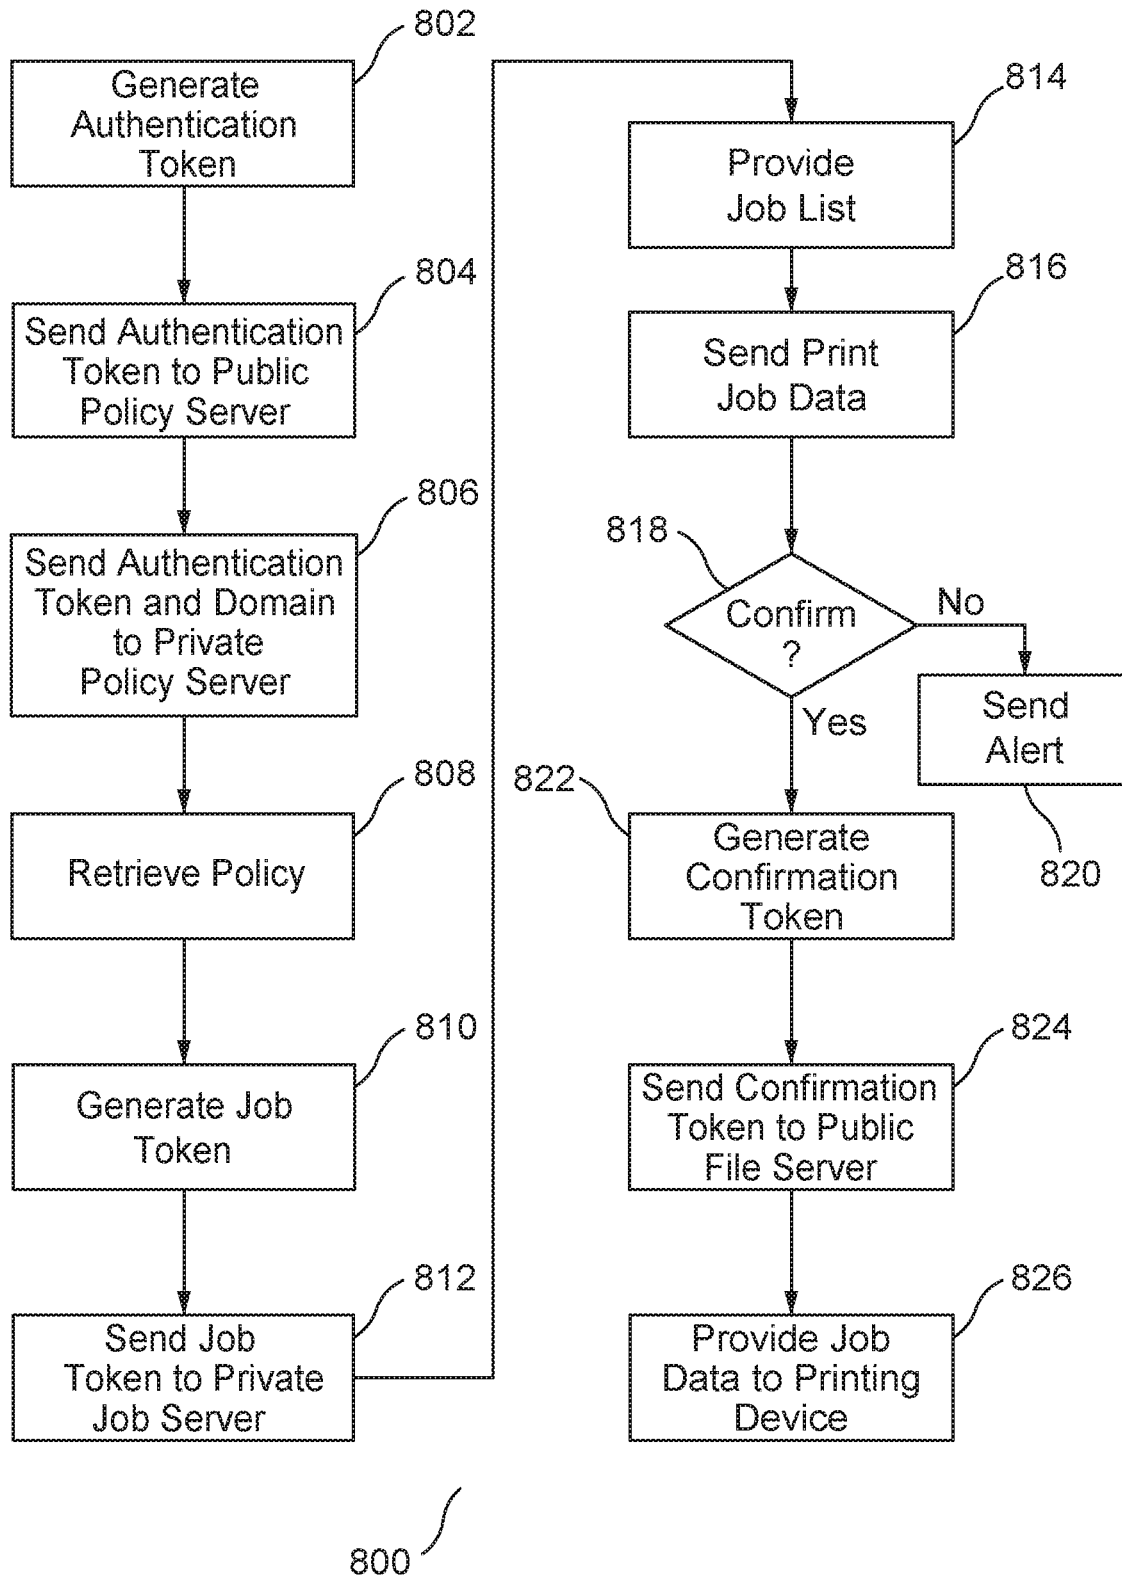 802
Generate
Authentication
Token
804
Send Authentication
Token to Public
Policy Server
806
Send Authentication
Token and Domain
to Private
Policy Server
808
Retrieve Policy
810
Generate Job
Token
812
Send Job
Token to Private
Job Server
814
Provide
Job List
816
Send Print
Job Data
818
Confirm
?
No
Yes
Send
Alert
820
822
Generate
Confirmation
Token
824
Send Confirmation
Token to Public
File Server
826
Provide Job
Data to Printing
Device
800